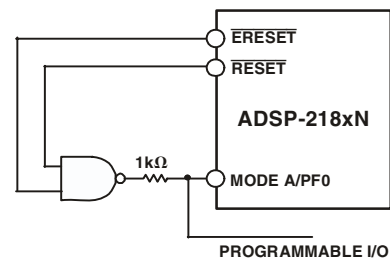 ERESET
RESET
ADSP-218xN
1kΩ
MODE A/PF0
PROGRAMMABLE I/O